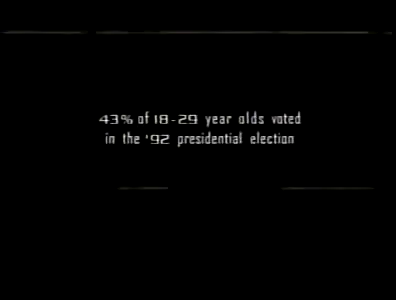 43% of 18-29 year olds voted
in the '92 presidential election